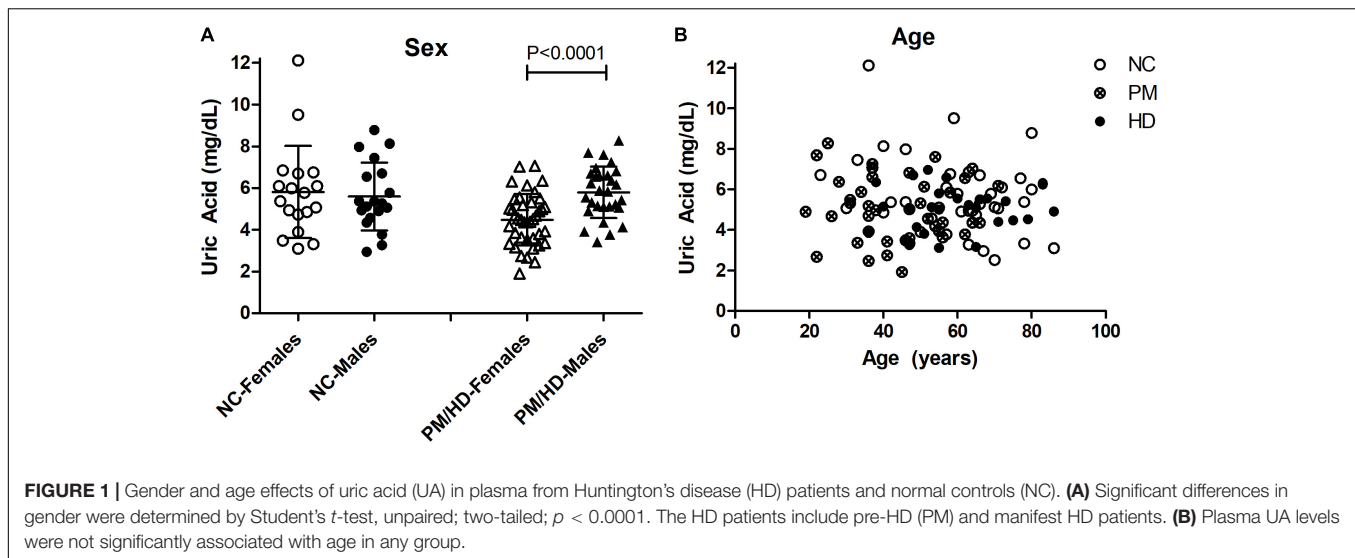 A
Sex
P<0.0001
Uric Acid (mg/dL)
12
10
8
6
4
2
0
NC-Females
NC-Males
PM/HD-Females
PM/HD-Males
B
Age
Uric Acid (mg/dL)
12
10
8
6
4
2
0
0
20
40
60
80
100
Age (years)
NC
PM
HD
FIGURE 1 | Gender and age effects of uric acid (UA) in plasma from Huntington's disease (HD) patients and normal controls (NC). (A) Significant differences in
gender were determined by Student's t-test, unpaired; two-tailed; p < 0.0001. The HD patients include pre-HD (PM) and manifest HD patients. (B) Plasma UA levels
were not significantly associated with age in any group.